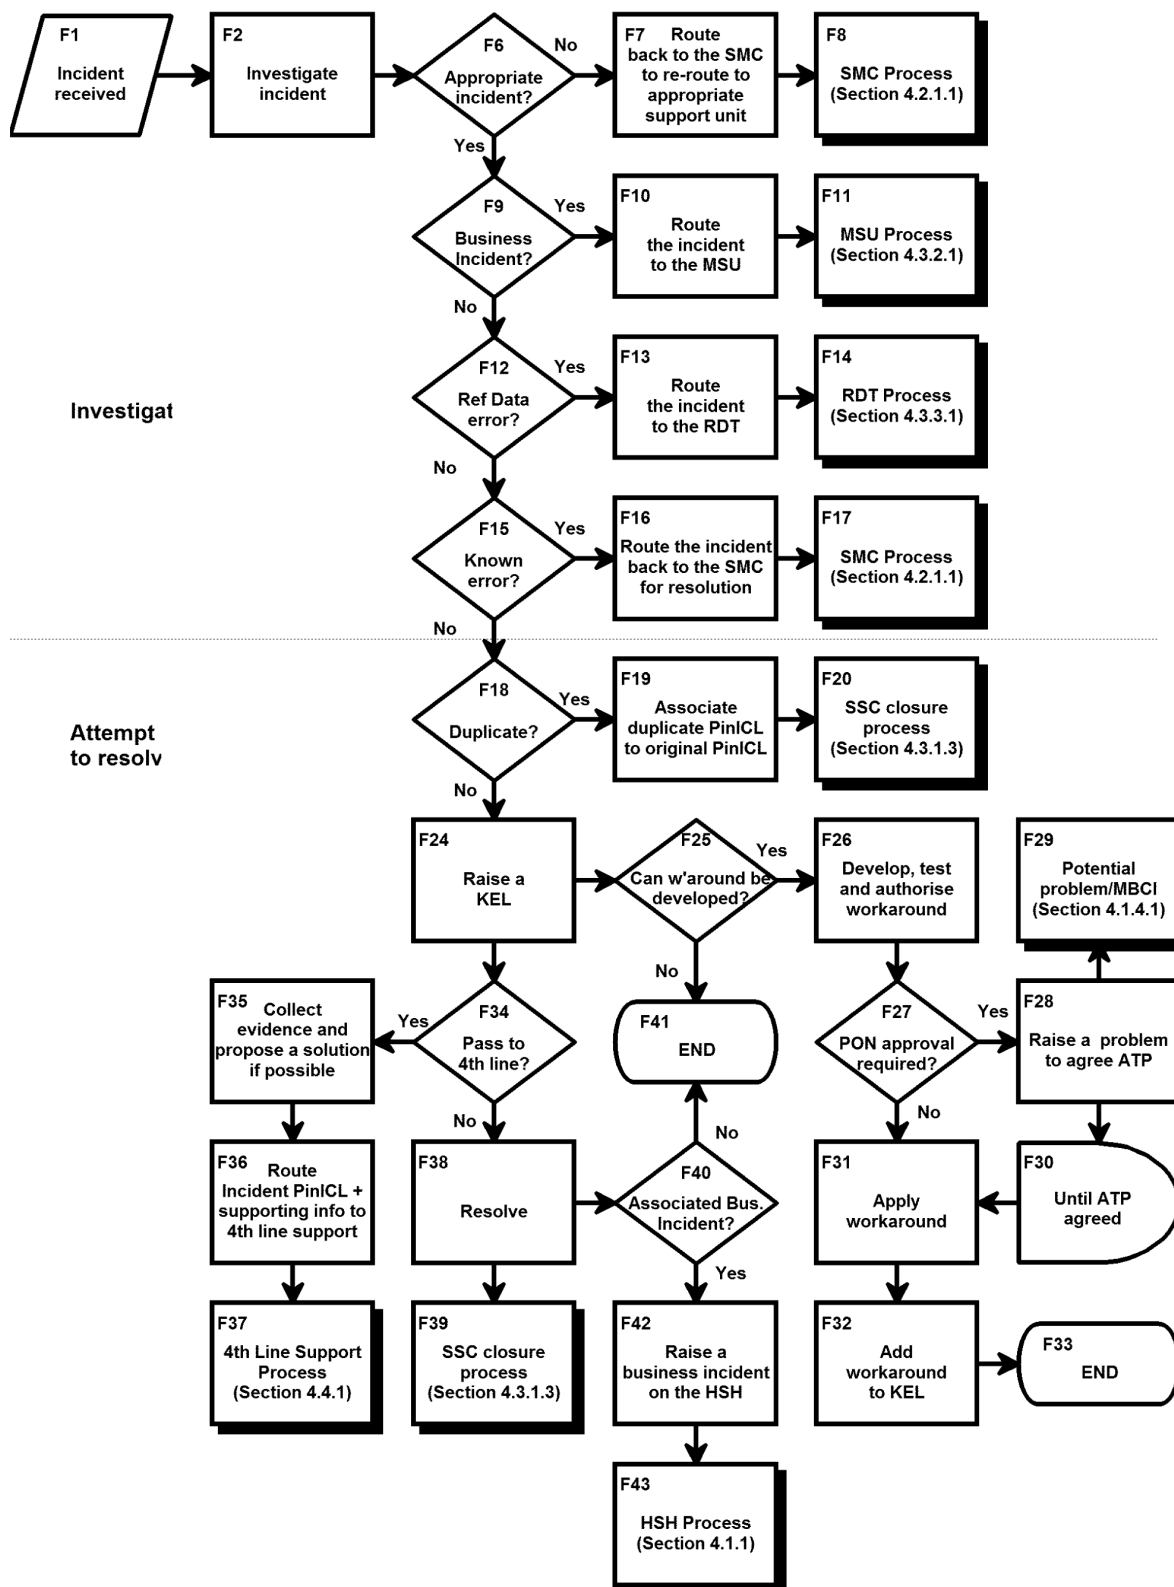 F1
Incident
received
F2
Investigate
incident
F6
Appropriate
incident?
No
Yes
F7 Route
back to the SMC
to re-route to
appropriate
support unit
F8
SMC Process
(Section 4.2.1.1)
F9
Business
Incident?
Yes
No
F10
Route
the incident
to the MSU
F11
MSU Process
(Section 4.3.2.1)
Investigat
F12
Ref Data
error?
Yes
No
F13
Route
the incident
to the RDT
F14
RDT Process
(Section 4.3.3.1)
F15
Known
error?
Yes
No
F16
Route the incident
back to the SMC
for resolution
F17
SMC Process
(Section 4.2.1.1)
Attempt
to resolv
F18
Duplicate?
Yes
No
F19
Associate
duplicate PinICL
to original PinICL
F20
SSC closure
process
(Section 4.3.1.3)
F24
Raise a
KEL
F25
Can w'around be
developed?
Yes
No
F26
Develop, test
and authorise
workaround
F29
Potential
problem/MBCI
(Section 4.1.4.1)
F35
Collect
evidence and
propose a solution
if possible
Yes
F34
Pass to
4th line?
No
F41
END
F27
PON approval
required?
Yes
No
F28
Raise a problem
to agree ATP
F36
Route
Incident PinICL +
supporting info to
4th line support
F38
Resolve
No
F40
Associated Bus.
Incident?
Yes
F31
Apply
workaround
F30
Until ATP
agreed
F37
4th Line Support
Process
(Section 4.4.1)
F39
SSC closure
process
(Section 4.3.1.3)
F42
Raise a
business incident
on the HSH
F32
Add
workaround
to KEL
F33
END
F43
HSH Process
(Section 4.1.1)